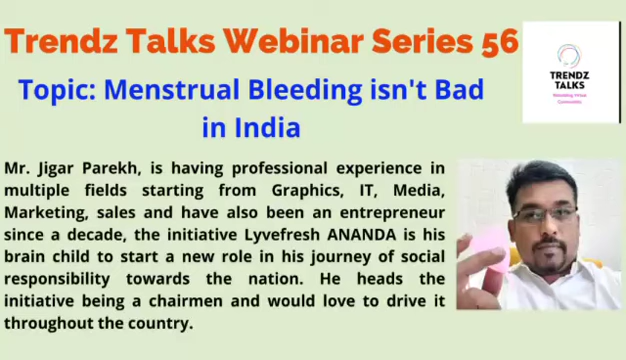 Trendz Talks Webinar Series 56
TRENDZ
TALKS
Topic: Menstrual Bleeding isn't Bad
in India
Mr. Jigar Parekh, is having professional experience in
multiple fields starting from Graphics, IT, Media,
Marketing, sales and have also been an entrepreneur
since a decade, the initiative Lyvefresh ANANDA is his
brain child to start a new role in his journey of social
responsibility towards the nation. He heads the
initiative being a chairmen and would love to drive it
throughout the country.